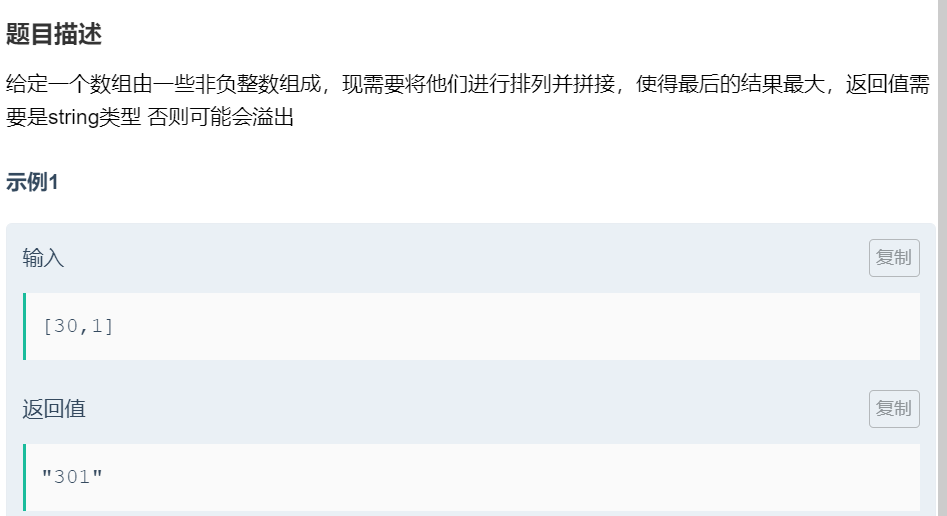 题目描述
给定一个数组由一些非负整数组成，现需要将他们进行排列并拼接，使得最后的结果最大，返回值需
要是string类型 否则可能会溢出
示例1
输入
复制
[30,1]
返回值
复制
"301"